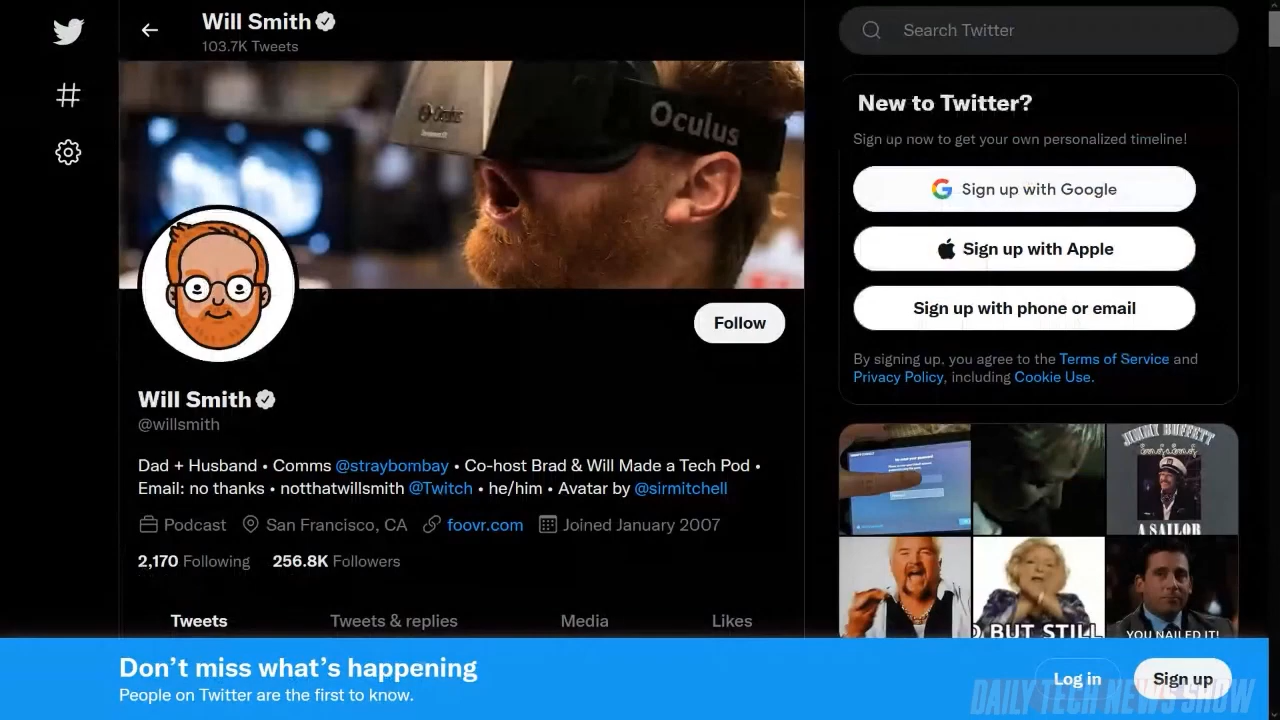 Will Smith
103.7K Tweets
Search Twitter
Oculus
Oculus
New to Twitter?
Sign up now to get your own personalized timeline!
Sign up with Google
Sign up with Apple
Sign up with phone or email
By signing up, you agree to the Terms of Service and
Privacy Policy, including Cookie Use.
Follow
Will Smith
@willsmith
Dad + Husband • Comms @straybombay • Co-host Brad & Will Made a Tech Pod •
Email: no thanks • notthatwillsmith @Twitch • he/him • Avatar by @sirmitchell
Podcast San Francisco, CA foovr.com Joined January 2007
2,170 Following 256.8K Followers
Tweets Tweets & replies Media Likes
JIMMY BUFFETT
A SAILOR
BUT STILL
YOU NAILED IT!
Don't miss what's happening
People on Twitter are the first to know.
Log in
Sign up
DAILY TECH NEWS SHOW